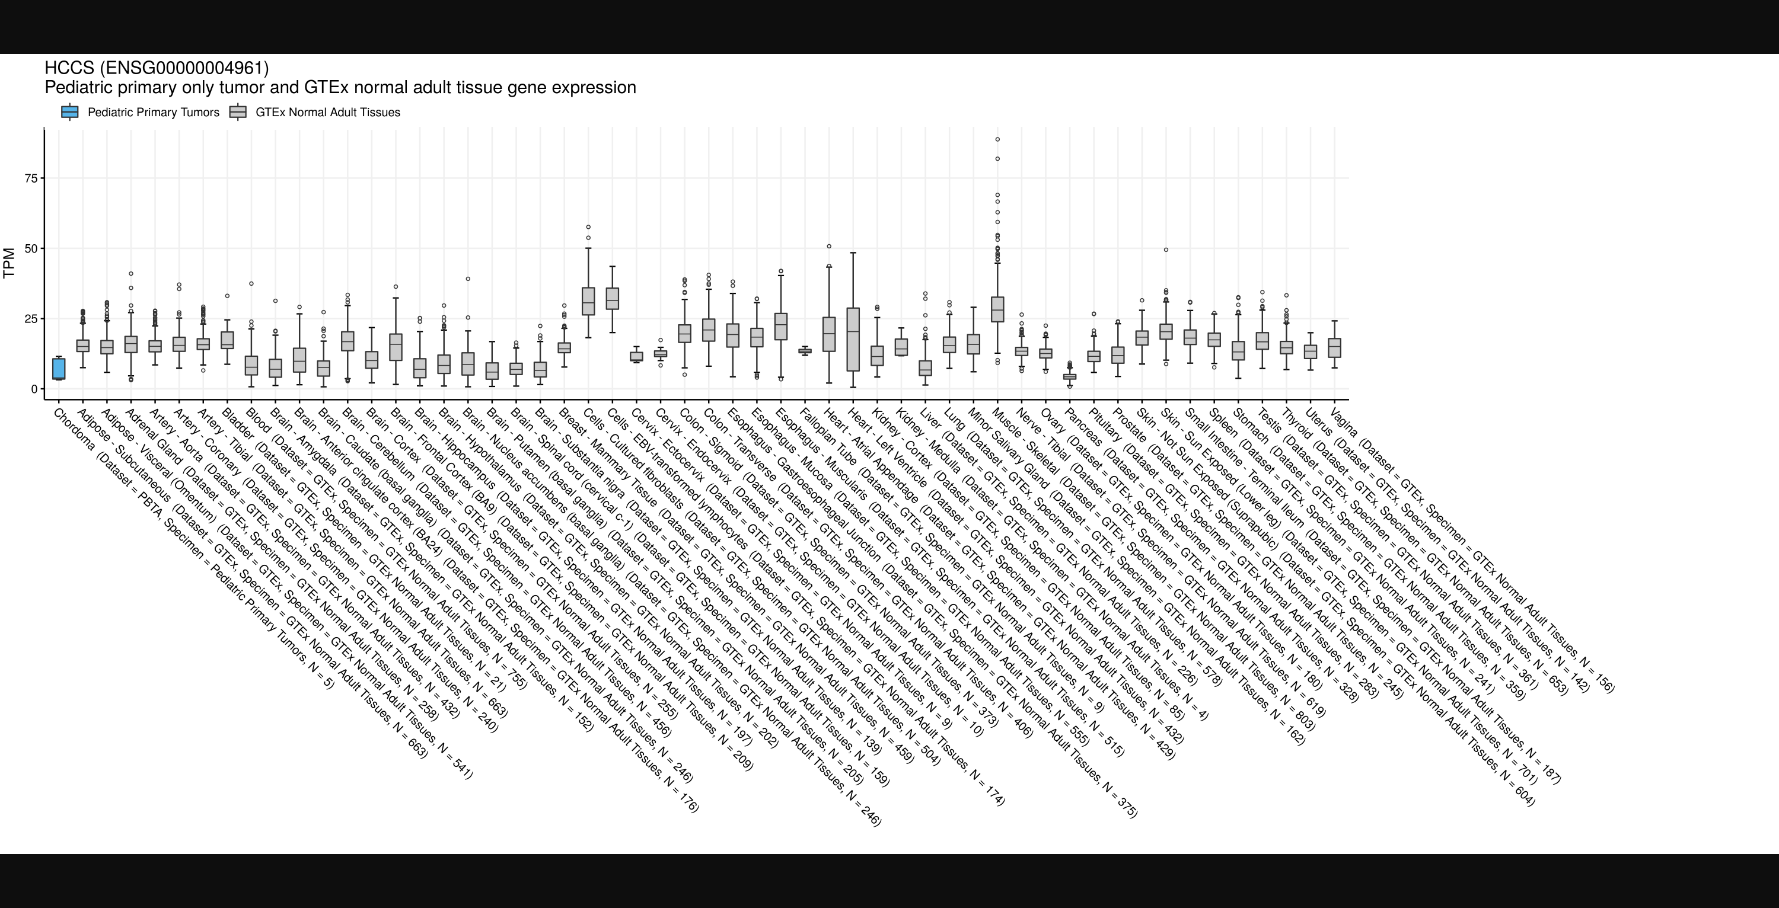 HCCS (ENSG00000004961)
Pediatric primary only tumor and GTEx normal adult tissue gene expression
Pediatric Primary Tumors
GTEx Normal Adult Tissues
TPM
75
50
25
0
Chordoma (Dataset = PBTA, Specimen = Pediatric Primary Tumors, N = 5)
Adipose - Subcutaneous (Dataset = GTEx, Specimen = GTEx Normal Adult Tissues, N = 663)
Adipose - Visceral (Omentum) (Dataset = GTEx, Specimen = GTEx Normal Adult Tissues, N = 541)
Adrenal Gland (Dataset = GTEx, Specimen = GTEx Normal Adult Tissues, N = 258)
Artery - Aorta (Dataset = GTEx, Specimen = GTEx Normal Adult Tissues, N = 432)
Artery - Coronary (Dataset = GTEx, Specimen = GTEx Normal Adult Tissues, N = 240)
Artery - Tibial (Dataset = GTEx, Specimen = GTEx Normal Adult Tissues, N = 663)
Bladder (Dataset = GTEx, Specimen = GTEx Normal Adult Tissues, N = 21)
Blood (Dataset = GTEx, Specimen = GTEx Normal Adult Tissues, N = 755)
Brain - Amygdala (Dataset = GTEx, Specimen = GTEx Normal Adult Tissues, N = 152)
Brain - Anterior cingulate cortex (BA24) (Dataset = GTEx, Specimen = GTEx Normal Adult Tissues, N = 176)
Brain - Caudate (basal ganglia) (Dataset = GTEx, Specimen = GTEx Normal Adult Tissues, N = 246)
Brain - Cerebellum (Dataset = GTEx, Specimen = GTEx Normal Adult Tissues, N = 456)
Brain - Cortex (Dataset = GTEx, Specimen = GTEx Normal Adult Tissues, N = 255)
Brain - Frontal Cortex (BA9) (Dataset = GTEx, Specimen = GTEx Normal Adult Tissues, N = 209)
Brain - Hippocampus (Dataset = GTEx, Specimen = GTEx Normal Adult Tissues, N = 197)
Brain - Hypothalamus (Dataset = GTEx, Specimen = GTEx Normal Adult Tissues, N = 202)
Brain - Nucleus accumbens (basal ganglia) (Dataset = GTEx, Specimen = GTEx Normal Adult Tissues, N = 246)
Brain - Putamen (basal ganglia) (Dataset = GTEx, Specimen = GTEx Normal Adult Tissues, N = 205)
Brain - Spinal cord (cervical c-1) (Dataset = GTEx, Specimen = GTEx Normal Adult Tissues, N = 159)
Brain - Substantia nigra (Dataset = GTEx, Specimen = GTEx Normal Adult Tissues, N = 139)
Breast - Mammary Tissue (Dataset = GTEx, Specimen = GTEx Normal Adult Tissues, N = 459)
Cells - Cultured fibroblasts (Dataset = GTEx, Specimen = GTEx Normal Adult Tissues, N = 504)
Cells - EBV-transformed lymphocytes (Dataset = GTEx, Specimen = GTEx Normal Adult Tissues, N = 174)
Cervix - Ectocervix (Dataset = GTEx, Specimen = GTEx Normal Adult Tissues, N = 9)
Cervix - Endocervix (Dataset = GTEx, Specimen = GTEx Normal Adult Tissues, N = 10)
Colon - Sigmoid (Dataset = GTEx, Specimen = GTEx Normal Adult Tissues, N = 373)
Colon - Transverse (Dataset = GTEx, Specimen = GTEx Normal Adult Tissues, N = 406)
Esophagus - Gastroesophageal Junction (Dataset = GTEx, Specimen = GTEx Normal Adult Tissues, N = 375)
Esophagus - Mucosa (Dataset = GTEx, Specimen = GTEx Normal Adult Tissues, N = 555)
Esophagus - Muscularis (Dataset = GTEx, Specimen = GTEx Normal Adult Tissues, N = 515)
Fallopian Tube (Dataset = GTEx, Specimen = GTEx Normal Adult Tissues, N = 9)
Heart - Atrial Appendage (Dataset = GTEx, Specimen = GTEx Normal Adult Tissues, N = 429)
Heart - Left Ventricle (Dataset = GTEx, Specimen = GTEx Normal Adult Tissues, N = 432)
Kidney - Cortex (Dataset = GTEx, Specimen = GTEx Normal Adult Tissues, N = 85)
Kidney - Medulla (Dataset = GTEx, Specimen = GTEx Normal Adult Tissues, N = 4)
Liver (Dataset = GTEx, Specimen = GTEx Normal Adult Tissues, N = 226)
Lung (Dataset = GTEx, Specimen = GTEx Normal Adult Tissues, N = 578)
Minor Salivary Gland (Dataset = GTEx, Specimen = GTEx Normal Adult Tissues, N = 162)
Muscle - Skeletal (Dataset = GTEx, Specimen = GTEx Normal Adult Tissues, N = 803)
Nerve - Tibial (Dataset = GTEx, Specimen = GTEx Normal Adult Tissues, N = 619)
Ovary (Dataset = GTEx, Specimen = GTEx Normal Adult Tissues, N = 180)
Pancreas (Dataset = GTEx, Specimen = GTEx Normal Adult Tissues, N = 328)
Pituitary (Dataset = GTEx, Specimen = GTEx Normal Adult Tissues, N = 283)
Prostate (Dataset = GTEx, Specimen = GTEx Normal Adult Tissues, N = 245)
Skin - Not Sun Exposed (Suprapubic) (Dataset = GTEx, Specimen = GTEx Normal Adult Tissues, N = 604)
Skin - Sun Exposed (Lower leg) (Dataset = GTEx, Specimen = GTEx Normal Adult Tissues, N = 701)
Small Intestine - Terminal Ileum (Dataset = GTEx, Specimen = GTEx Normal Adult Tissues, N = 187)
Spleen (Dataset = GTEx, Specimen = GTEx Normal Adult Tissues, N = 241)
Stomach (Dataset = GTEx, Specimen = GTEx Normal Adult Tissues, N = 359)
Testis (Dataset = GTEx, Specimen = GTEx Normal Adult Tissues, N = 361)
Thyroid (Dataset = GTEx, Specimen = GTEx Normal Adult Tissues, N = 653)
Uterus (Dataset = GTEx, Specimen = GTEx Normal Adult Tissues, N = 142)
Vagina (Dataset = GTEx, Specimen = GTEx Normal Adult Tissues, N = 156)